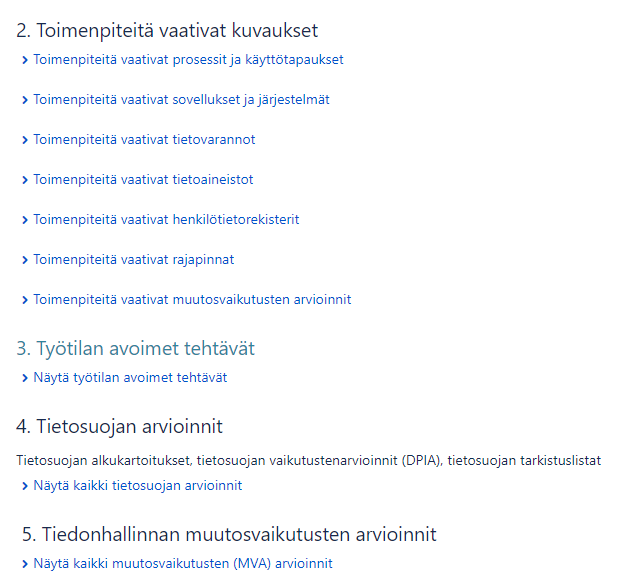 2. Toimenpiteitä vaativat kuvaukset
Toimenpiteitä vaativat prosessit ja käyttötapaukset
Toimenpiteitä vaativat sovellukset ja järjestelmät
Toimenpiteitä vaativat tietovarannot
Toimenpiteitä vaativat tietoaineistot
Toimenpiteitä vaativat henkilötietorekisterit
Toimenpiteitä vaativat rajapinnat
Toimenpiteitä vaativat muutosvaikutusten arvioinnit
3. Työtilan avoimet tehtävät
Näytä työtilan avoimet tehtävät
4. Tietosuojan arvioinnit
Tietosuojan alkukartoitukset, tietosuojan vaikutustenarvioinnit (DPIA), tietosuojan tarkistuslistat
Näytä kaikki tietosuojan arvioinnit
5. Tiedonhallinnan muutosvaikutusten arvioinnit
Näytä kaikki muutosvaikutusten (MVA) arvioinnit